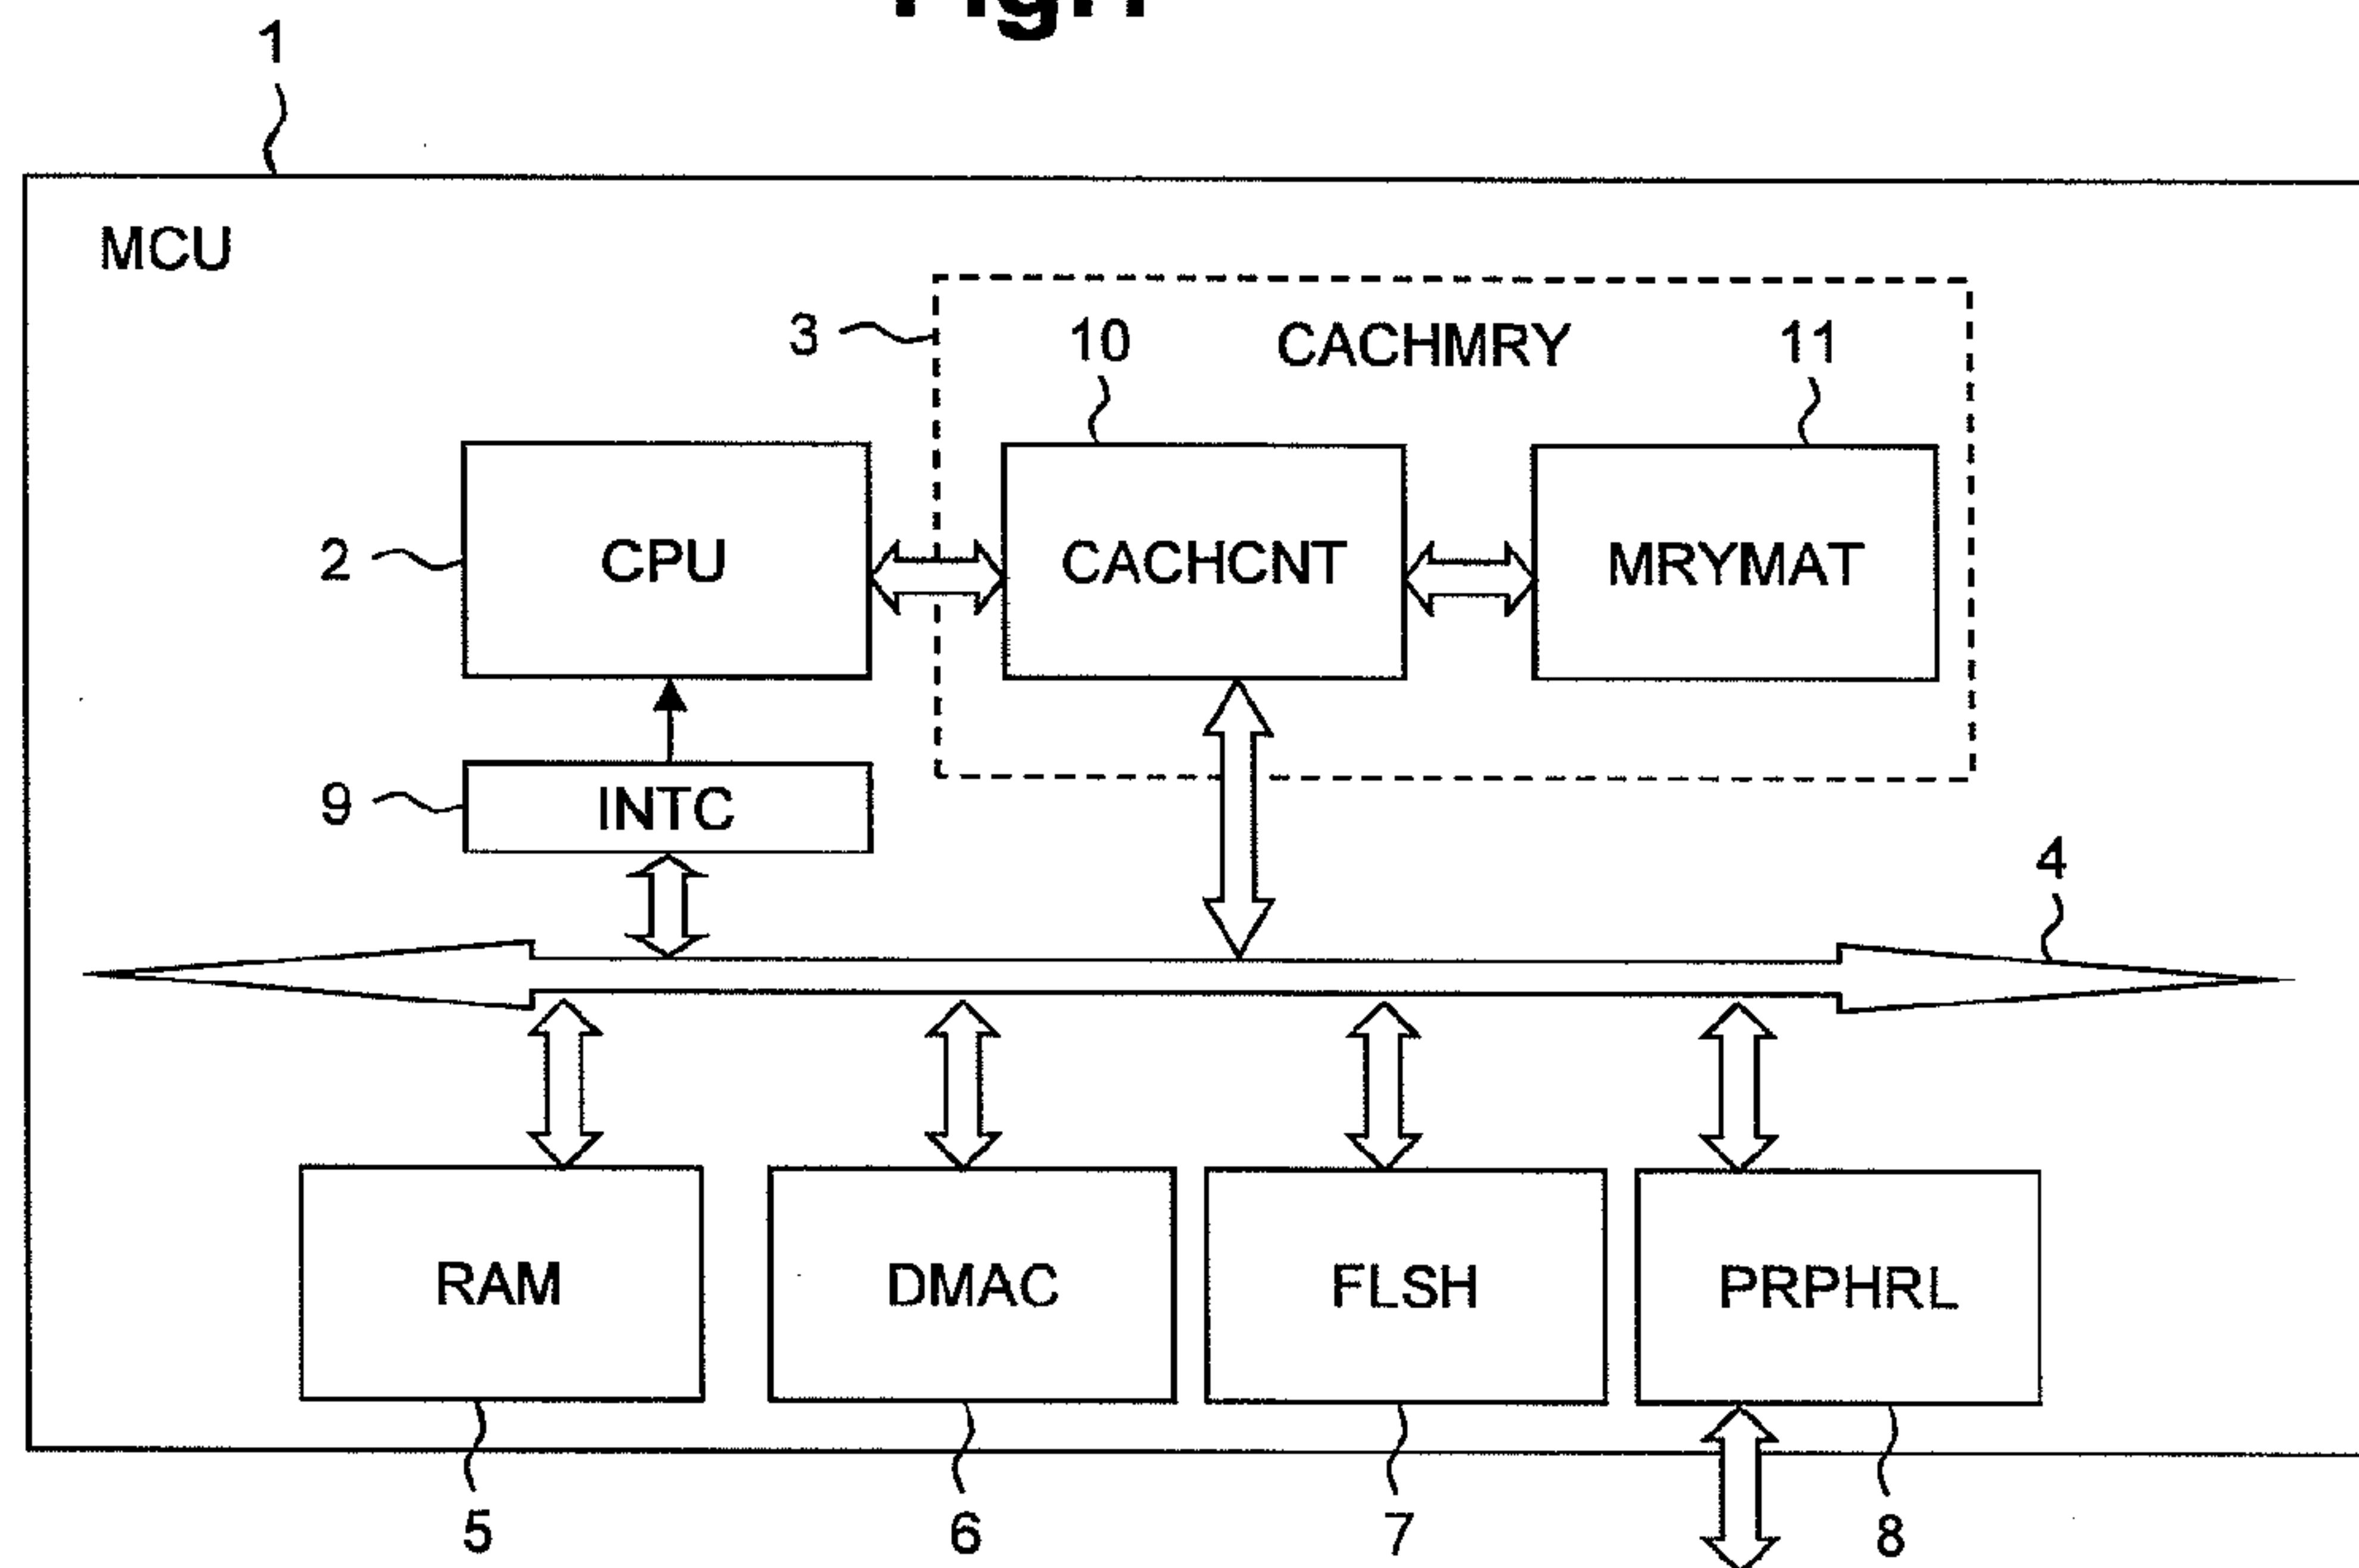 1
MCU
3
10
CACHMRY
11
2
CPU
CACHCNT
MRYMAT
9
INTC
4
RAM
DMAC
FLSH
PRPHRL
5
6
7
8